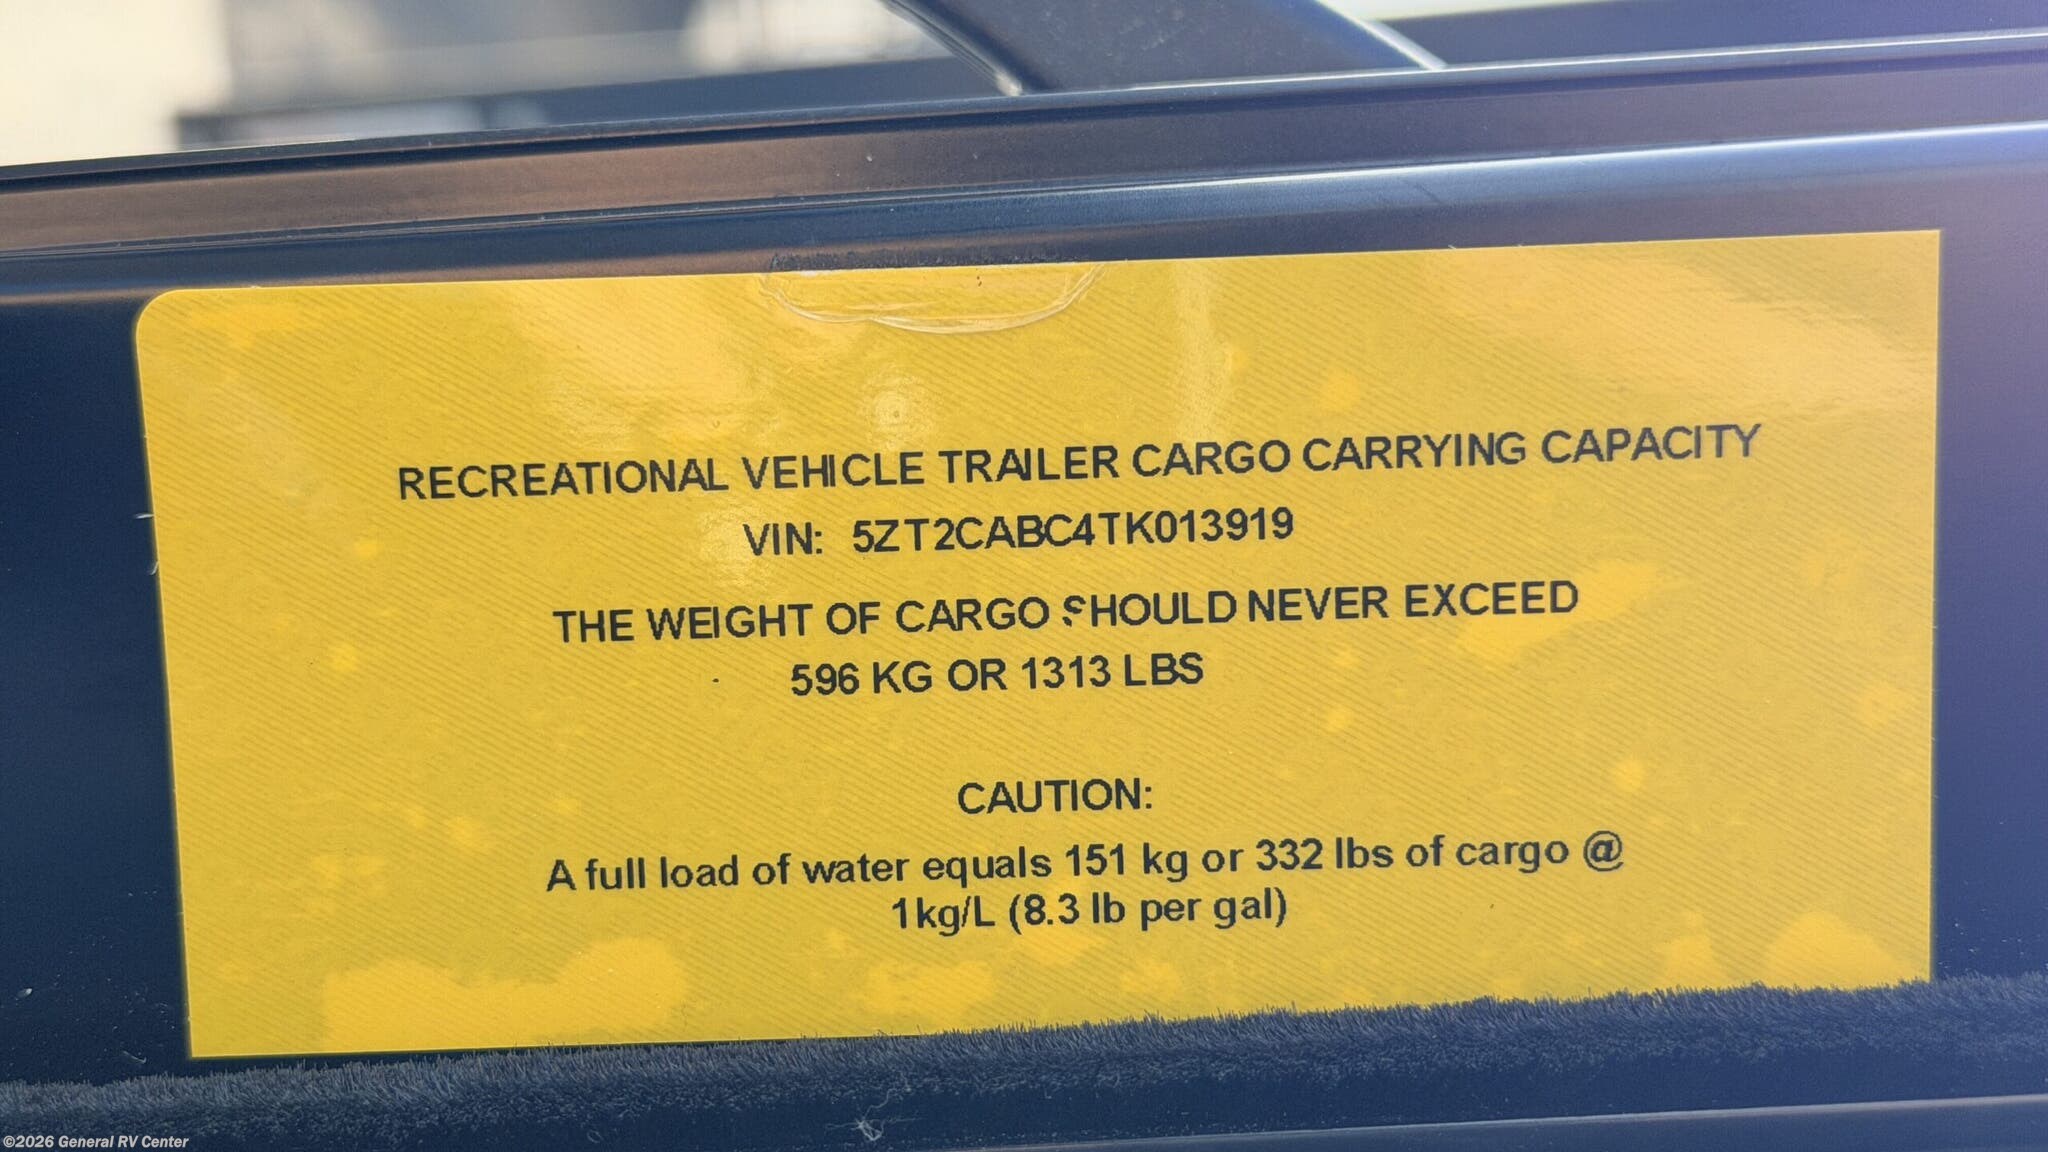 RECREATIONAL VEHICLE TRAILER CARGO CARRYING CAPACITY
VIN: 5ZT2CABC4TK013919
THE WEIGHT OF CARGO SHOULD NEVER EXCEED
596 KG OR 1313 LBS
CAUTION:
A full load of water equals 151 kg or 332 lbs of cargo @
1kg/L (8.3 lb per gal)
©2026 General RV Center